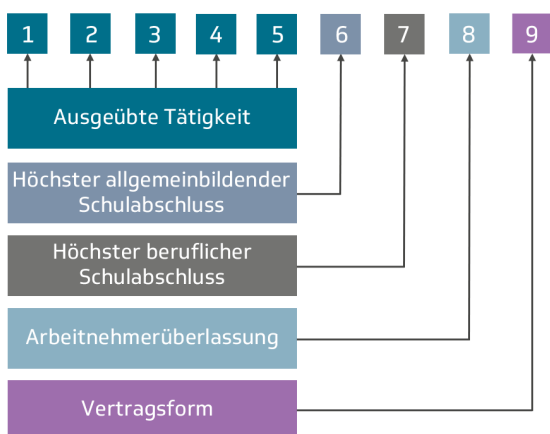 1 2 3 4 5 6 7 8 9
Ausgeübte Tätigkeit
Höchster allgemeinbildender
Schulabschluss
Höchster beruflicher
Schulabschluss
Arbeitnehmerüberlassung
Vertragsform